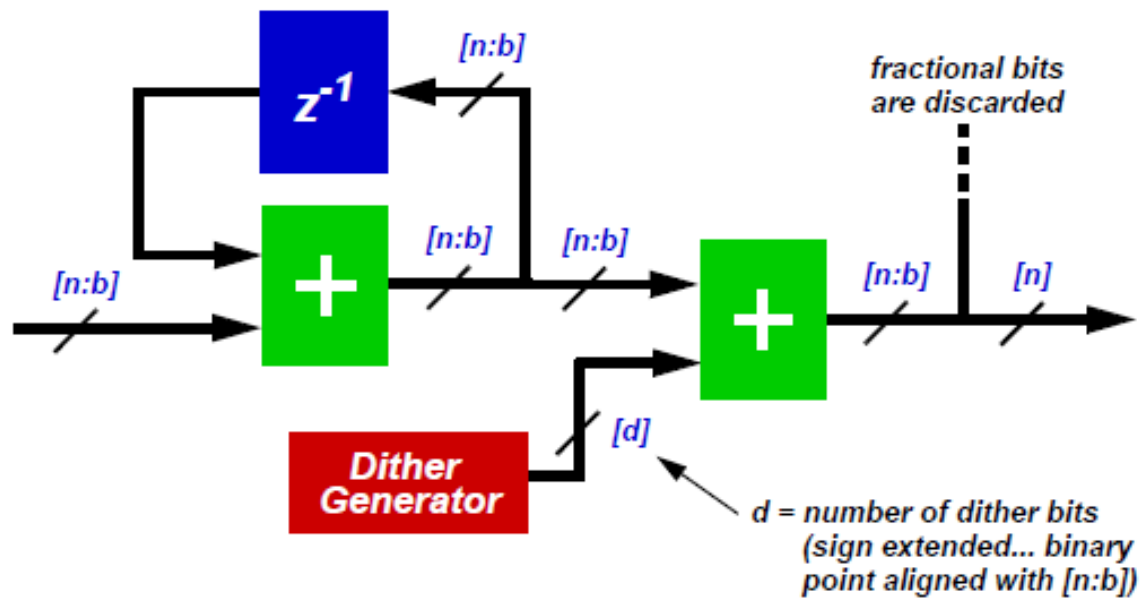 [n:b]
z-1
fractional bits
are discarded
[n:b]
[n:b]
[n:b]
+
+
[n:b]
[n]
[d]
Dither
Generator
d = number of dither bits
(sign extended... binary
point aligned with [n:b])